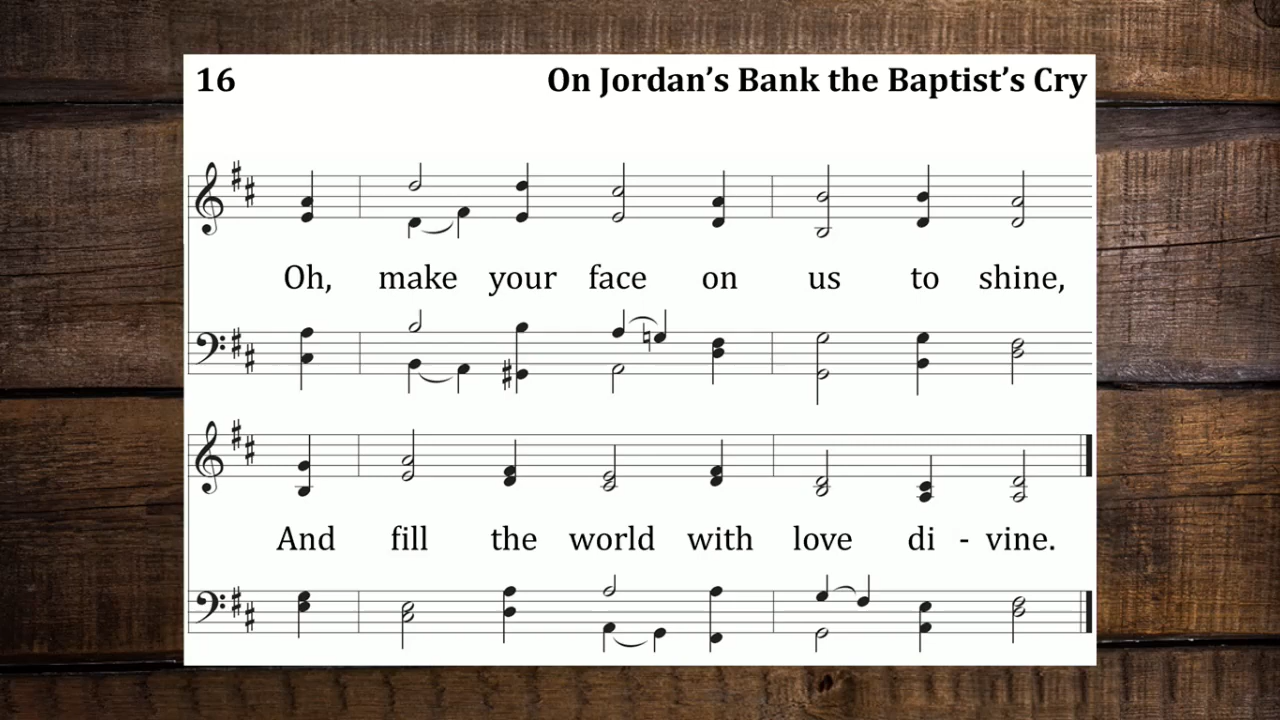 16 On Jordan’s Bank the Baptist’s Cry
Oh, make your face on us to shine,
And fill the world with love di - vine.